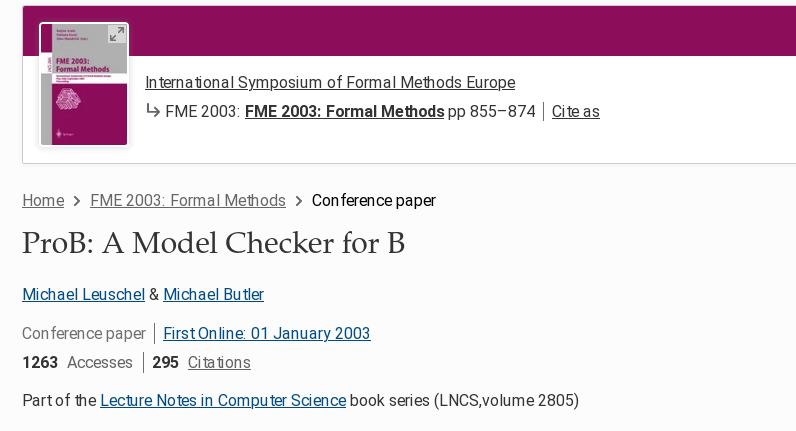 FME 2003:
Formal Methods
International Symposium of Formal Methods Europe
FME 2003: FME 2003: Formal Methods pp 855–874 | Cite as
Home > FME 2003: Formal Methods > Conference paper
ProB: A Model Checker for B
Michael Leuschel & Michael Butler
Conference paper | First Online: 01 January 2003
1263 Accesses | 295 Citations
Part of the Lecture Notes in Computer Science book series (LNCS,volume 2805)